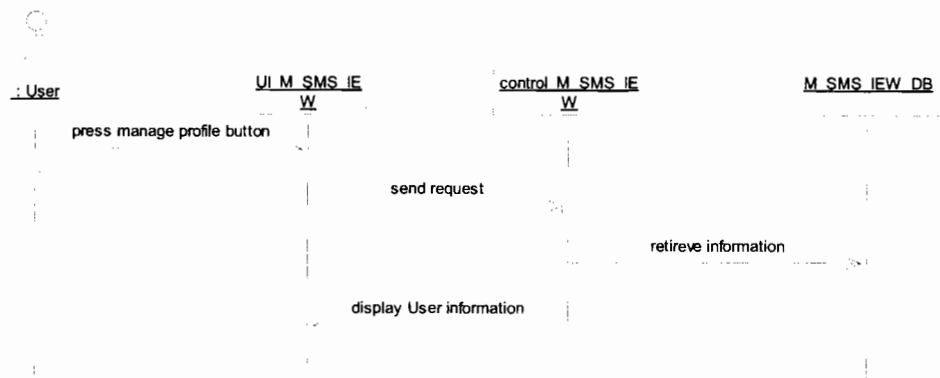 : User
UI_M_SMS_IE
W
control_M_SMS_IE
W
M_SMS_IEW_DB
press manage profile button
send request
retireve information
display User information